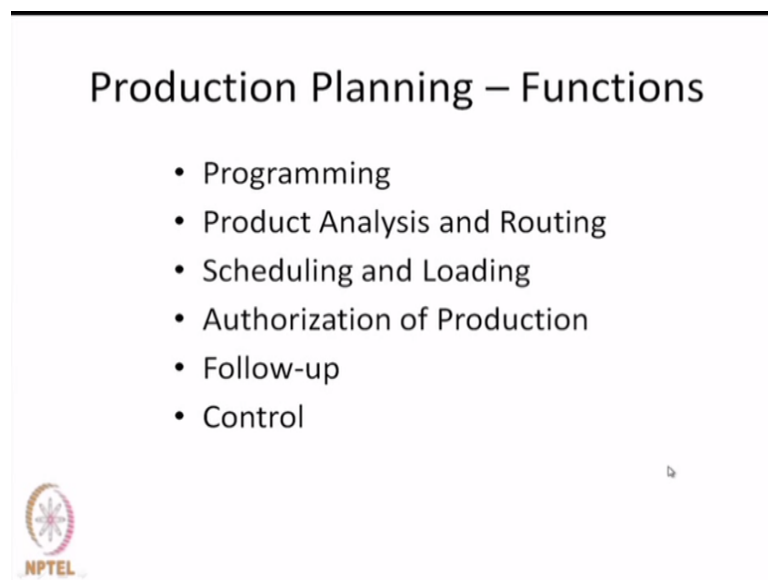 Production Planning – Functions
• Programming
• Product Analysis and Routing
• Scheduling and Loading
• Authorization of Production
• Follow-up
• Control
NPTEL